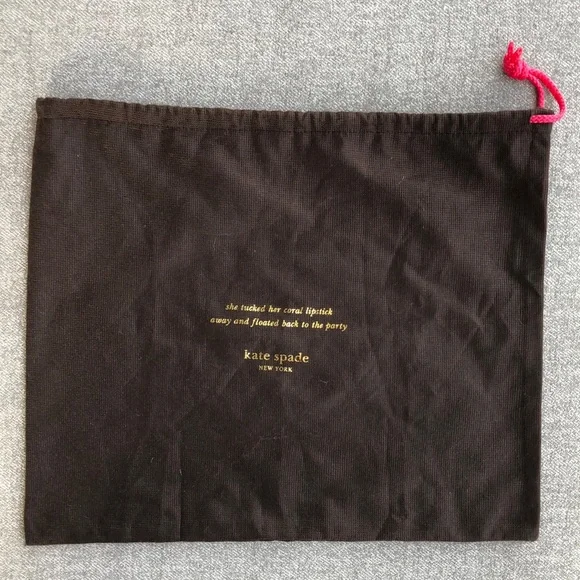 she tucked her coral lipstick
away and floated back to the party
kate spade
NEW YORK